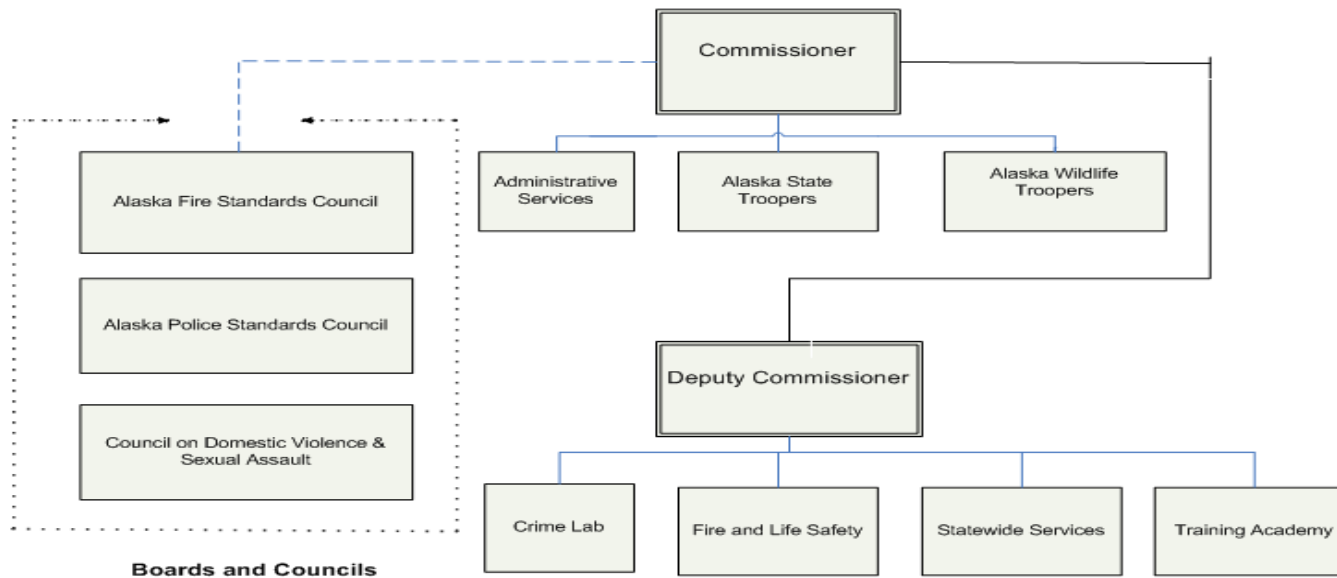 Commissioner
Administrative
Services
Alaska State
Troopers
Alaska Wildlife
Troopers
Alaska Fire Standards Council
Alaska Police Standards Council
Council on Domestic Violence &
Sexual Assault
Boards and Councils
Deputy Commissioner
Crime Lab
Fire and Life Safety
Statewide Services
Training Academy